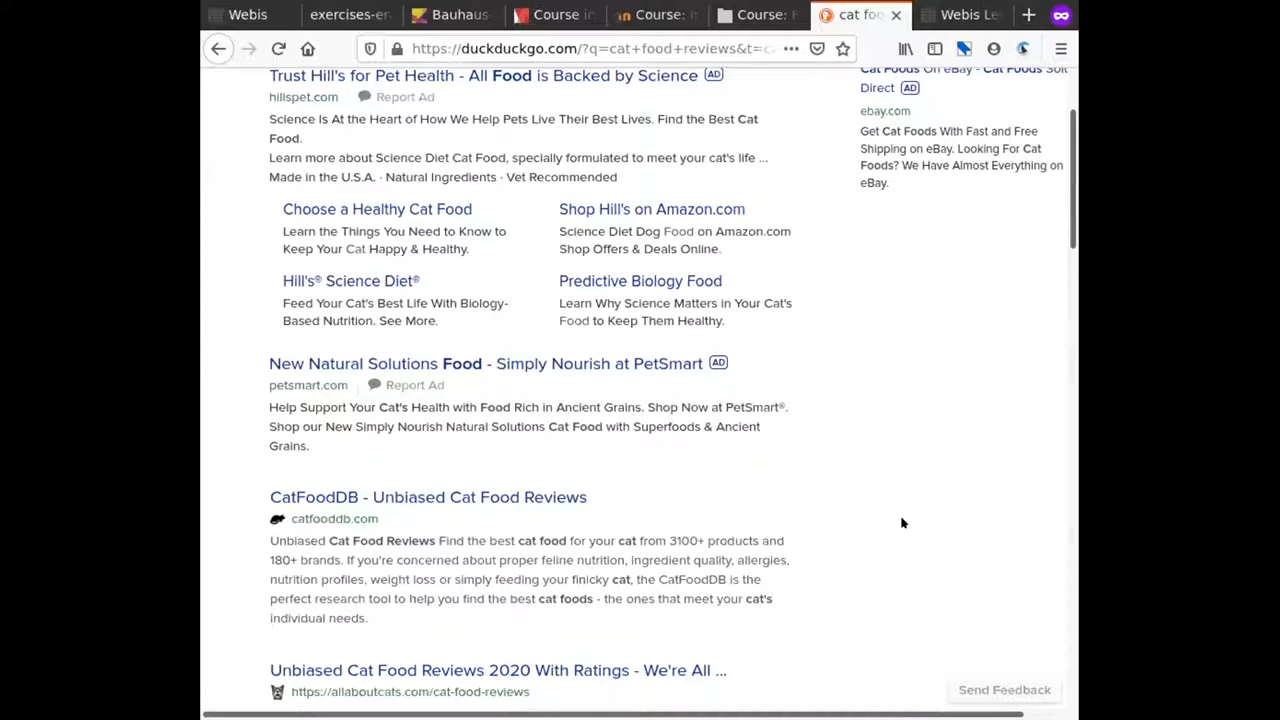 Webis
exercises-en
Bauhaus-
Course in
Course: I
Course: F
cat foo
Webis Le
https://duckduckgo.com/?q=cat+food+reviews&t=c
Trust Hill's for Pet Health - All Food is Backed by Science AD
hillspet.com Report Ad
Science Is At the Heart of How We Help Pets Live Their Best Lives. Find the Best Cat
Food.
Learn more about Science Diet Cat Food, specially formulated to meet your cat's life ...
Made in the U.S.A. · Natural Ingredients · Vet Recommended
Choose a Healthy Cat Food
Learn the Things You Need to Know to
Keep Your Cat Happy & Healthy.
Shop Hill's on Amazon.com
Science Diet Dog Food on Amazon.com
Shop Offers & Deals Online.
Hill's® Science Diet®
Feed Your Cat's Best Life With Biology-
Based Nutrition. See More.
Predictive Biology Food
Learn Why Science Matters in Your Cat's
Food to Keep Them Healthy.
New Natural Solutions Food - Simply Nourish at PetSmart AD
petsmart.com Report Ad
Help Support Your Cat's Health with Food Rich in Ancient Grains. Shop Now at PetSmart®.
Shop our New Simply Nourish Natural Solutions Cat Food with Superfoods & Ancient
Grains.
CatFoodDB - Unbiased Cat Food Reviews
catfooddb.com
Unbiased Cat Food Reviews Find the best cat food for your cat from 3100+ products and
180+ brands. If you're concerned about proper feline nutrition, ingredient quality, allergies,
nutrition profiles, weight loss or simply feeding your finicky cat, the CatFoodDB is the
perfect research tool to help you find the best cat foods - the ones that meet your cat's
individual needs.
Unbiased Cat Food Reviews 2020 With Ratings - We're All ...
https://allaboutcats.com/cat-food-reviews
Cat Foods On eBay - Cat Foods Sold
Direct AD
ebay.com
Get Cat Foods With Fast and Free
Shipping on eBay. Looking For Cat
Foods? We Have Almost Everything on
eBay.
Send Feedback